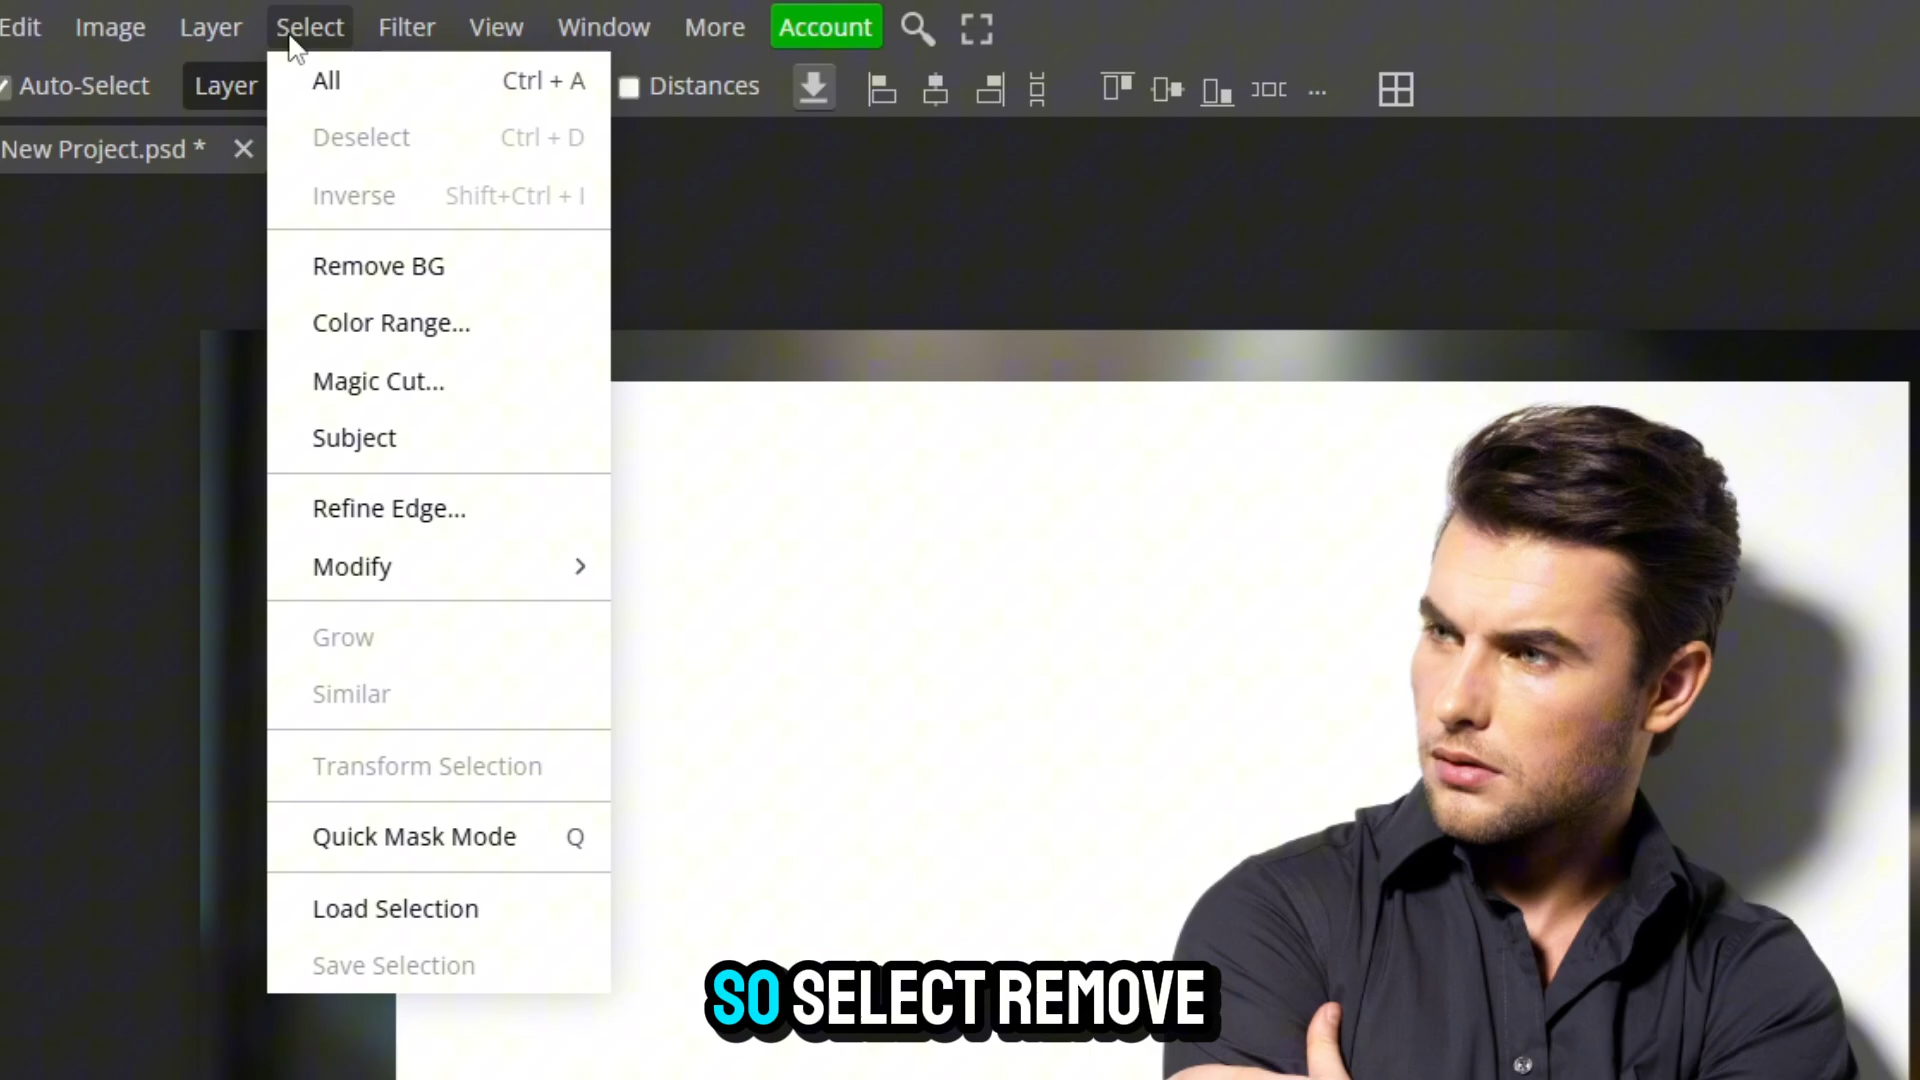 Edit Image Layer Select Filter View Window More Account
Auto-Select Layer Distances ...
New Project.psd *
All Ctrl + A
Deselect Ctrl + D
Inverse Shift+Ctrl + I
Remove BG
Color Range...
Magic Cut...
Subject
Refine Edge...
Modify
Grow
Similar
Transform Selection
Quick Mask Mode Q
Load Selection
Save Selection
SO SELECT REMOVE